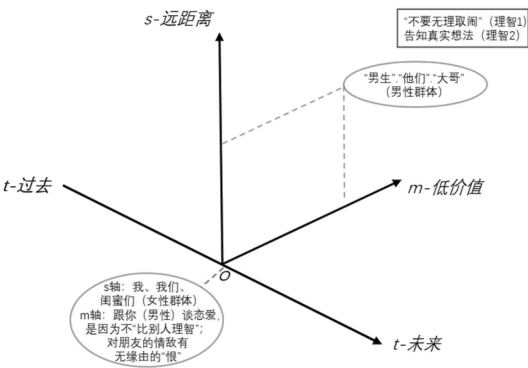 s-远距离
“不要无理取闹”（理智1）
告知真实想法（理智2）
“男生”“他们”“大哥”
（男性群体）
t-过去
m-低价值
O
s轴：我、我们、
闺蜜们（女性群体）
m轴：跟你（男性）谈恋爱，
是因为不“比别人理智”；
对朋友的情敌有
无缘由的“恨”
t-未来